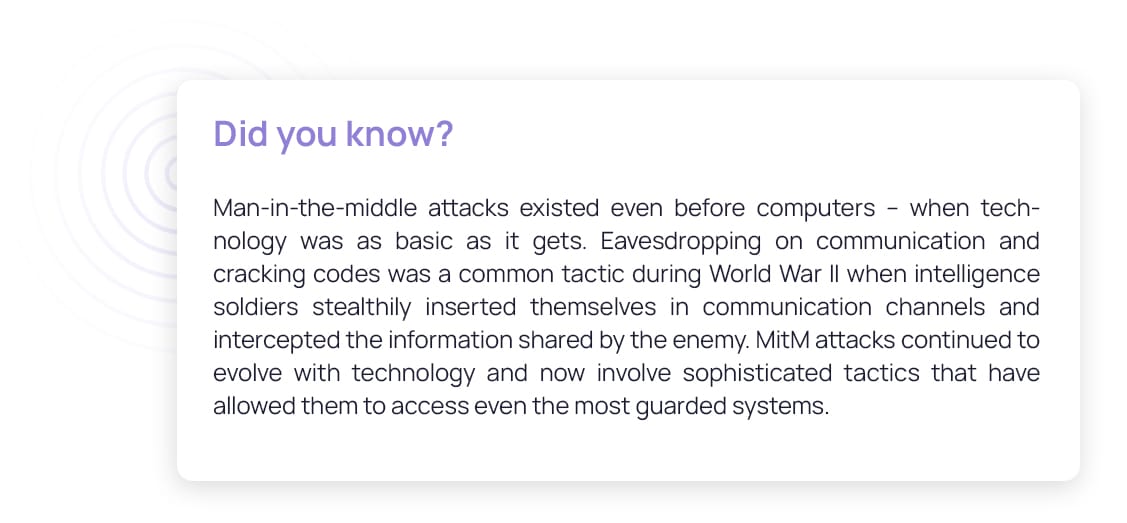 Did you know?
Man-in-the-middle attacks existed even before computers – when tech-
nology was as basic as it gets. Eavesdropping on communication and
cracking codes was a common tactic during World War II when intelligence
soldiers stealthily inserted themselves in communication channels and
intercepted the information shared by the enemy. MitM attacks continued to
evolve with technology and now involve sophisticated tactics that have
allowed them to access even the most guarded systems.